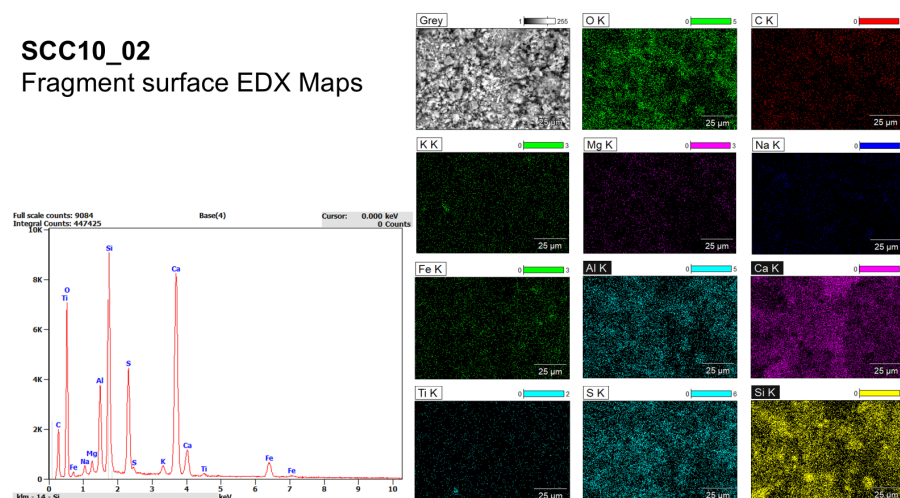 SCC10_02
Fragment surface EDX Maps
Grey 1 255
25 µm
O K 0 5
25 µm
C K 0
25 µm
K K 0 3
25 µm
Mg K 0 3
25 µm
Na K 0
25 µm
Fe K 0 3
25 µm
Al K 0 5
25 µm
Ca K 0
25 µm
Ti K 0 2
25 µm
S K 0 6
25 µm
Si K 0
25 µm
Full scale counts: 9084 Base(4) Cursor: 0.000 keV
Integral Counts: 447425 0 Counts
10K
8K
6K
4K
2K
0
C
O
Ti
Fe
Na
Mg
Al
Si
S
S
K
Ca
Ca
Ti
Fe
Fe
0 1 2 3 4 5 6 7 8 9 10
klm - 14 - Si keV